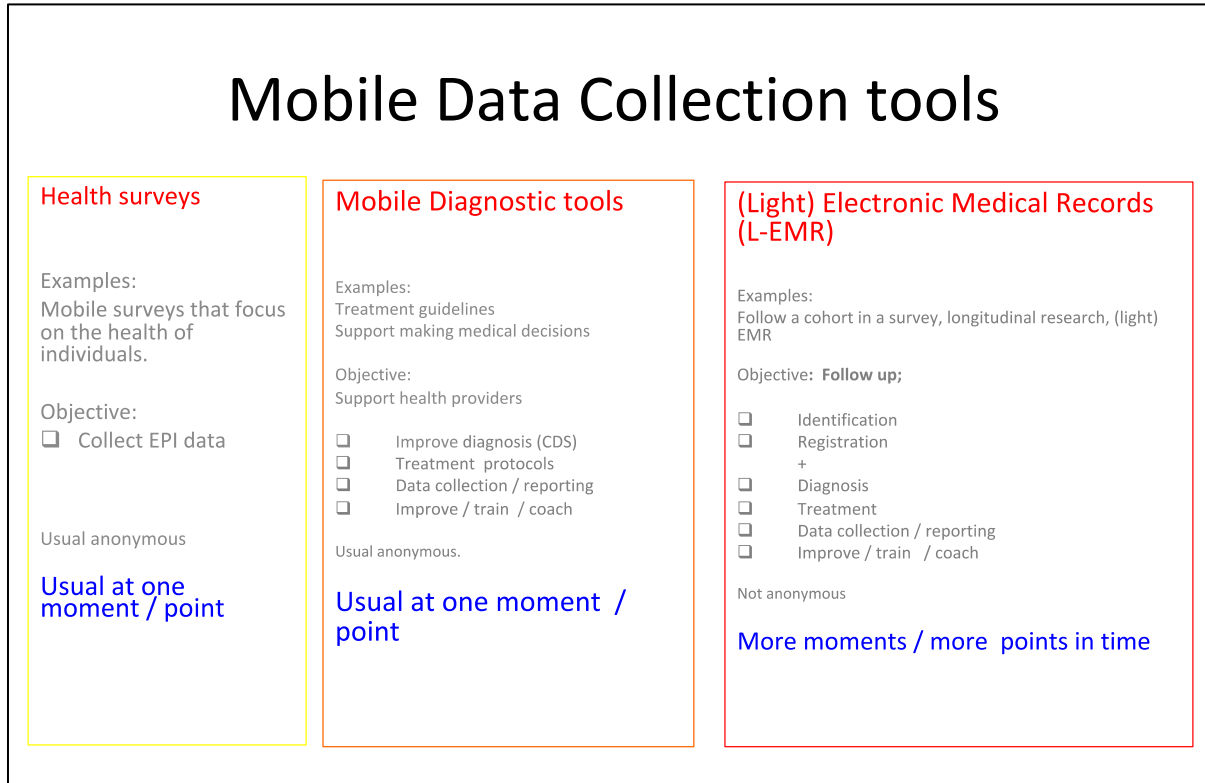 Mobile Data Collection tools
Health surveys
Examples:
Mobile surveys that focus
on the health of
individuals.
Objective:
❑ Collect EPI data
Usual anonymous
Usual at one
moment / point
Mobile Diagnostic tools
Examples:
Treatment guidelines
Support making medical decisions
Objective:
Support health providers
❑ Improve diagnosis (CDS)
❑ Treatment protocols
❑ Data collection / reporting
❑ Improve / train / coach
Usual anonymous.
Usual at one moment /
point
(Light) Electronic Medical Records
(L-EMR)
Examples:
Follow a cohort in a survey, longitudinal research, (light)
EMR
Objective: Follow up;
❑ Identification
❑ Registration
+
❑ Diagnosis
❑ Treatment
❑ Data collection / reporting
❑ Improve / train / coach
Not anonymous
More moments / more points in time